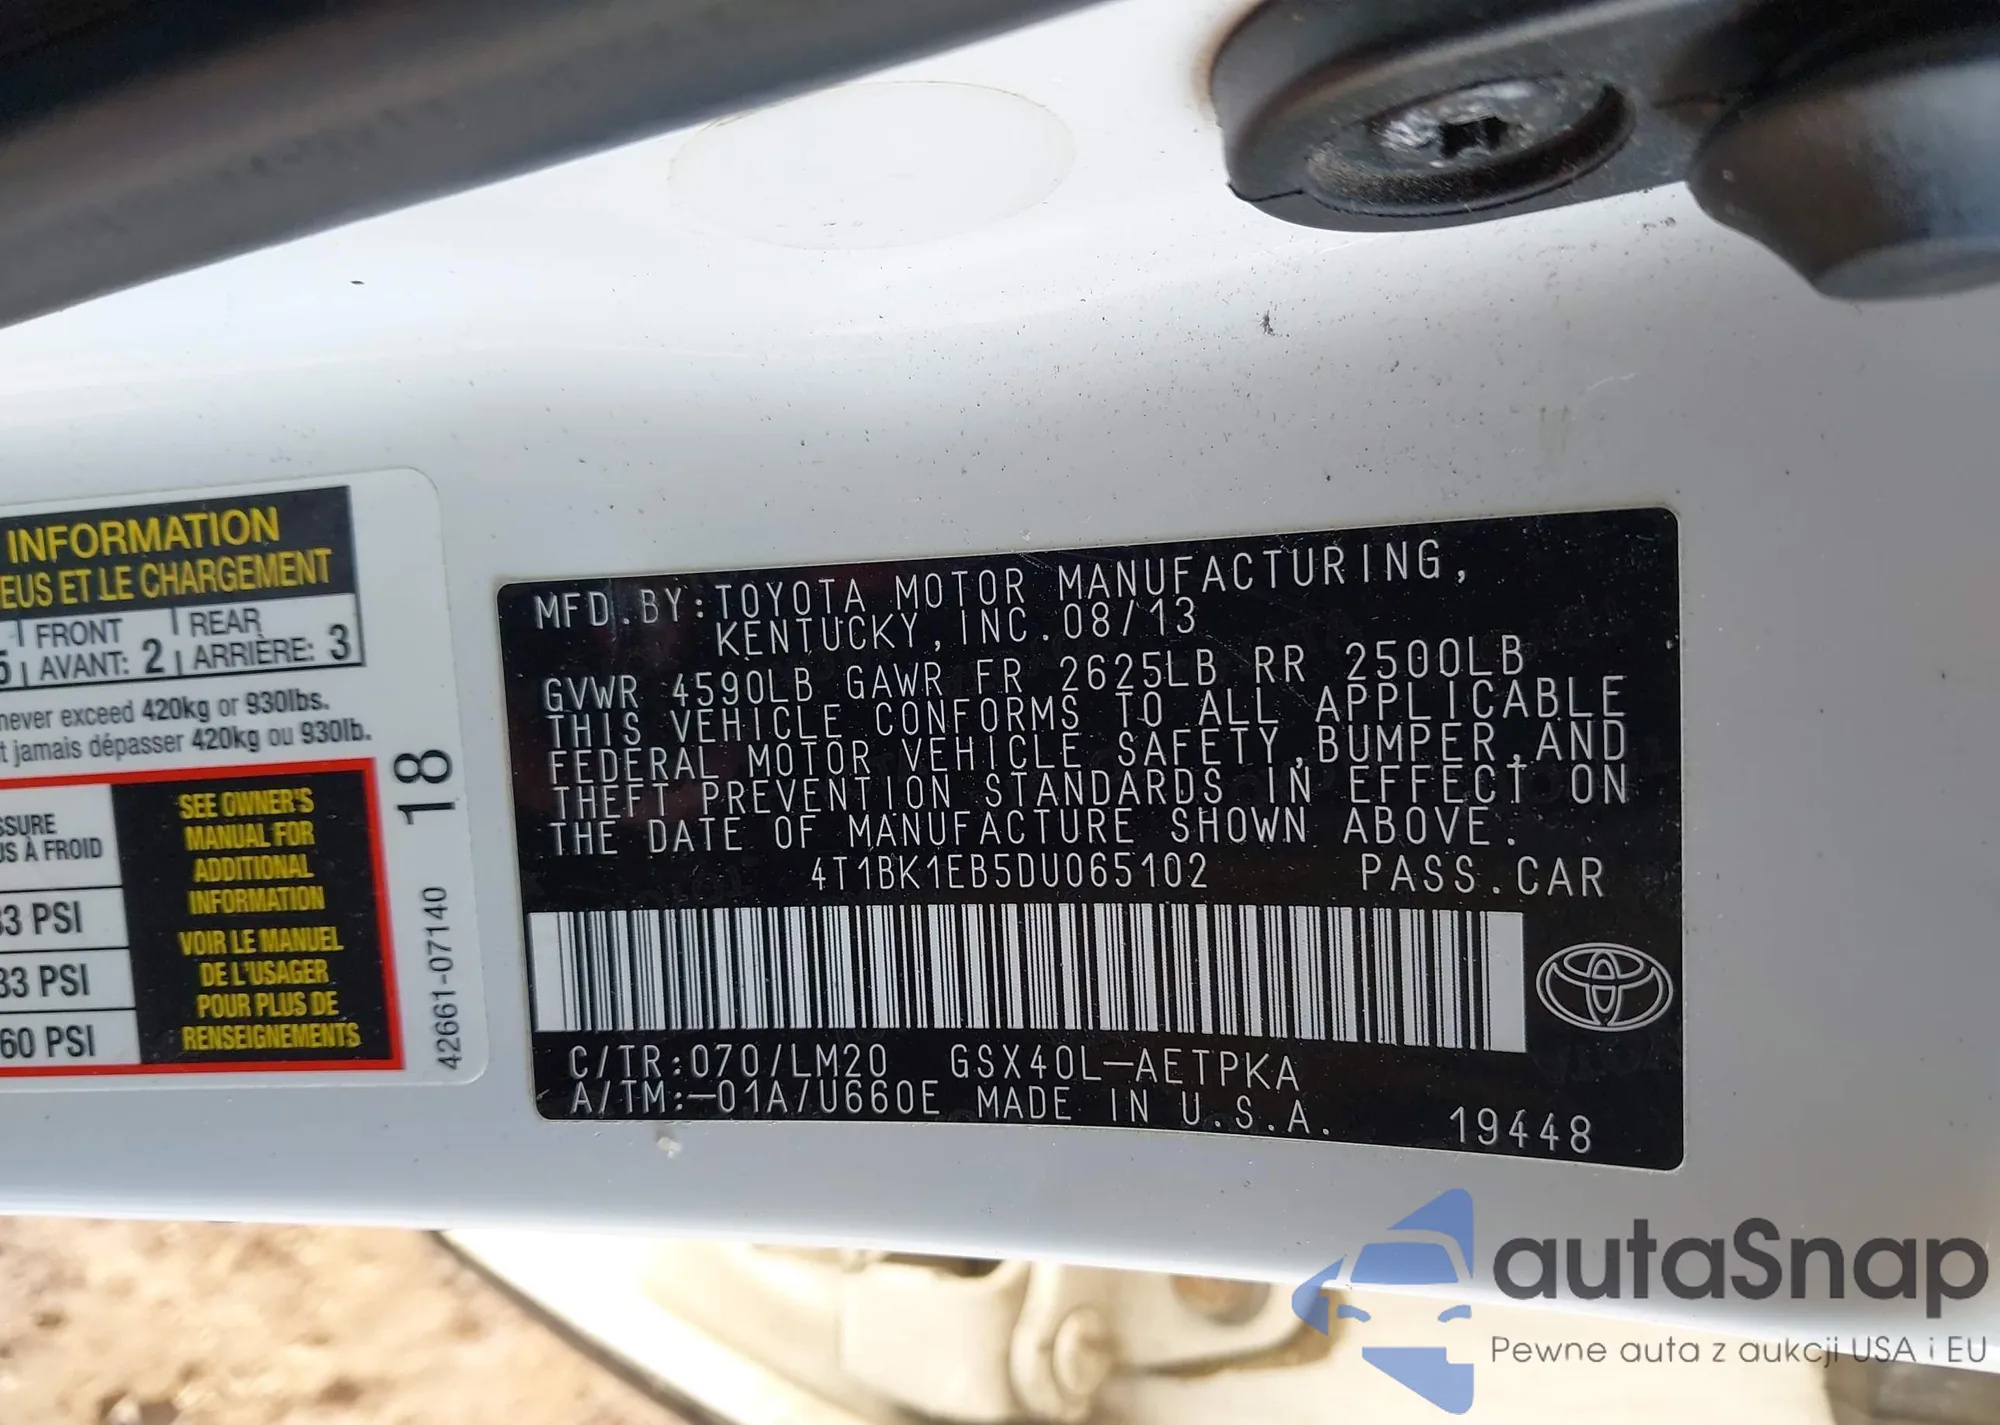 INFORMATION
EUS ET LE CHARGEMENT
5 FRONT REAR
AVANT: 2 ARRIÈRE: 3
never exceed 420kg or 930lbs.
t jamais dépasser 420kg ou 930lb.
SSURE
US À FROID
33 PSI
33 PSI
60 PSI
SEE OWNER'S
MANUAL FOR
ADDITIONAL
INFORMATION
VOIR LE MANUEL
DE L'USAGER
POUR PLUS DE
RENSEIGNEMENTS
18
42661-07140
MFD.BY:TOYOTA MOTOR MANUFACTURING,
KENTUCKY,INC.08/13
GVWR 4590LB GAWR FR 2625LB RR 2500LB
THIS VEHICLE CONFORMS TO ALL APPLICABLE
FEDERAL MOTOR VEHICLE SAFETY,BUMPER,AND
THEFT PREVENTION STANDARDS IN EFFECT ON
THE DATE OF MANUFACTURE SHOWN ABOVE.
4T1BK1EB5DU065102 PASS.CAR
C/TR:070/LM20 GSX40L-AETPKA
A/TM:-01A/U660E MADE IN U.S.A. 19448
autaSnap
Pewne auta z aukcji USA i EU